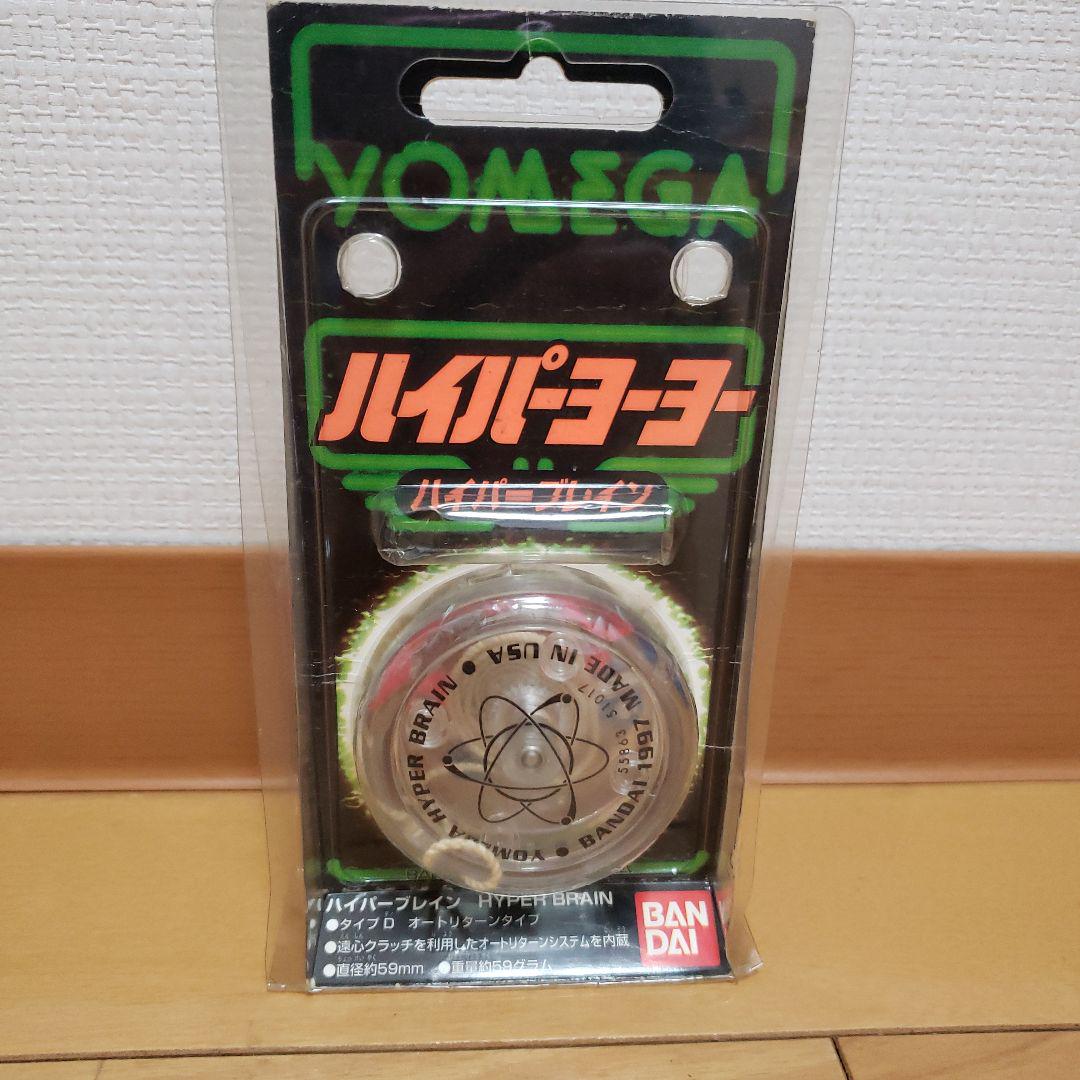 YOMEGA
ハイパーヨーヨー
ハイパーブレイン
YOMEGA HYPER BRAIN • MADE IN USA
BANDAI 1997 •
55863 51017
ハイパーブレイン HYPER BRAIN
●タイプD オートリターンタイプ
●遠心クラッチを利用したオートリターンシステムを内蔵
●直径約59mm ●重量約59グラム
BAN
DAI